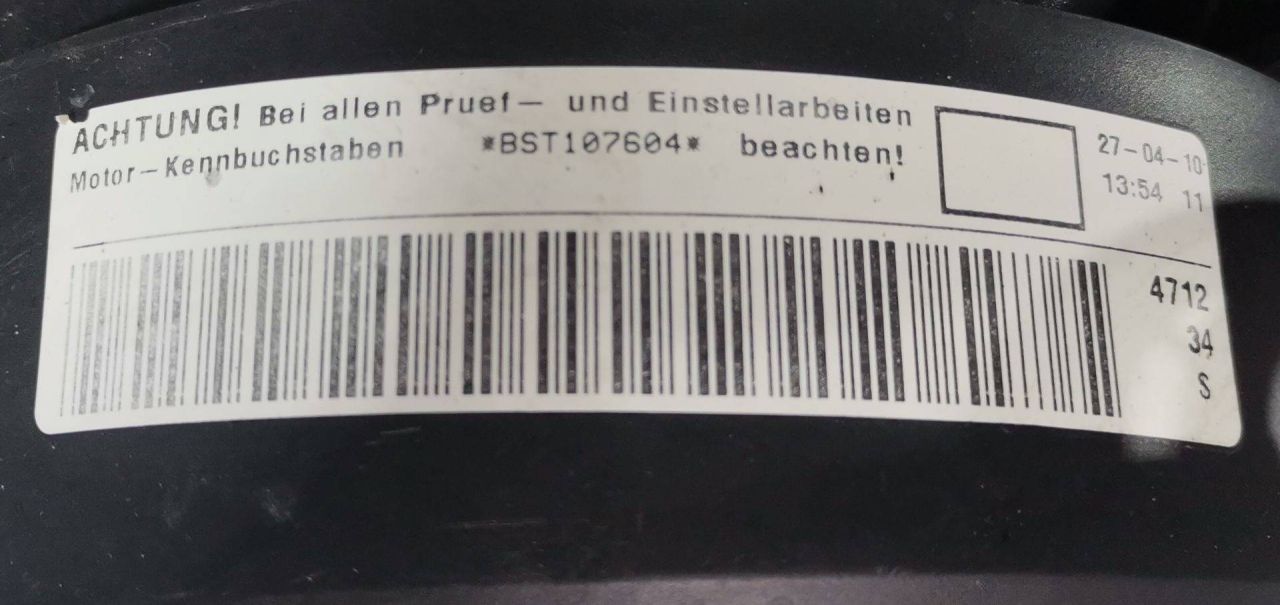 ACHTUNG! Bei allen Pruef- und Einstellarbeiten
Motor-Kennbuchstaben *BST107604* beachten!
27-04-10
13:54 11
4712
34
S